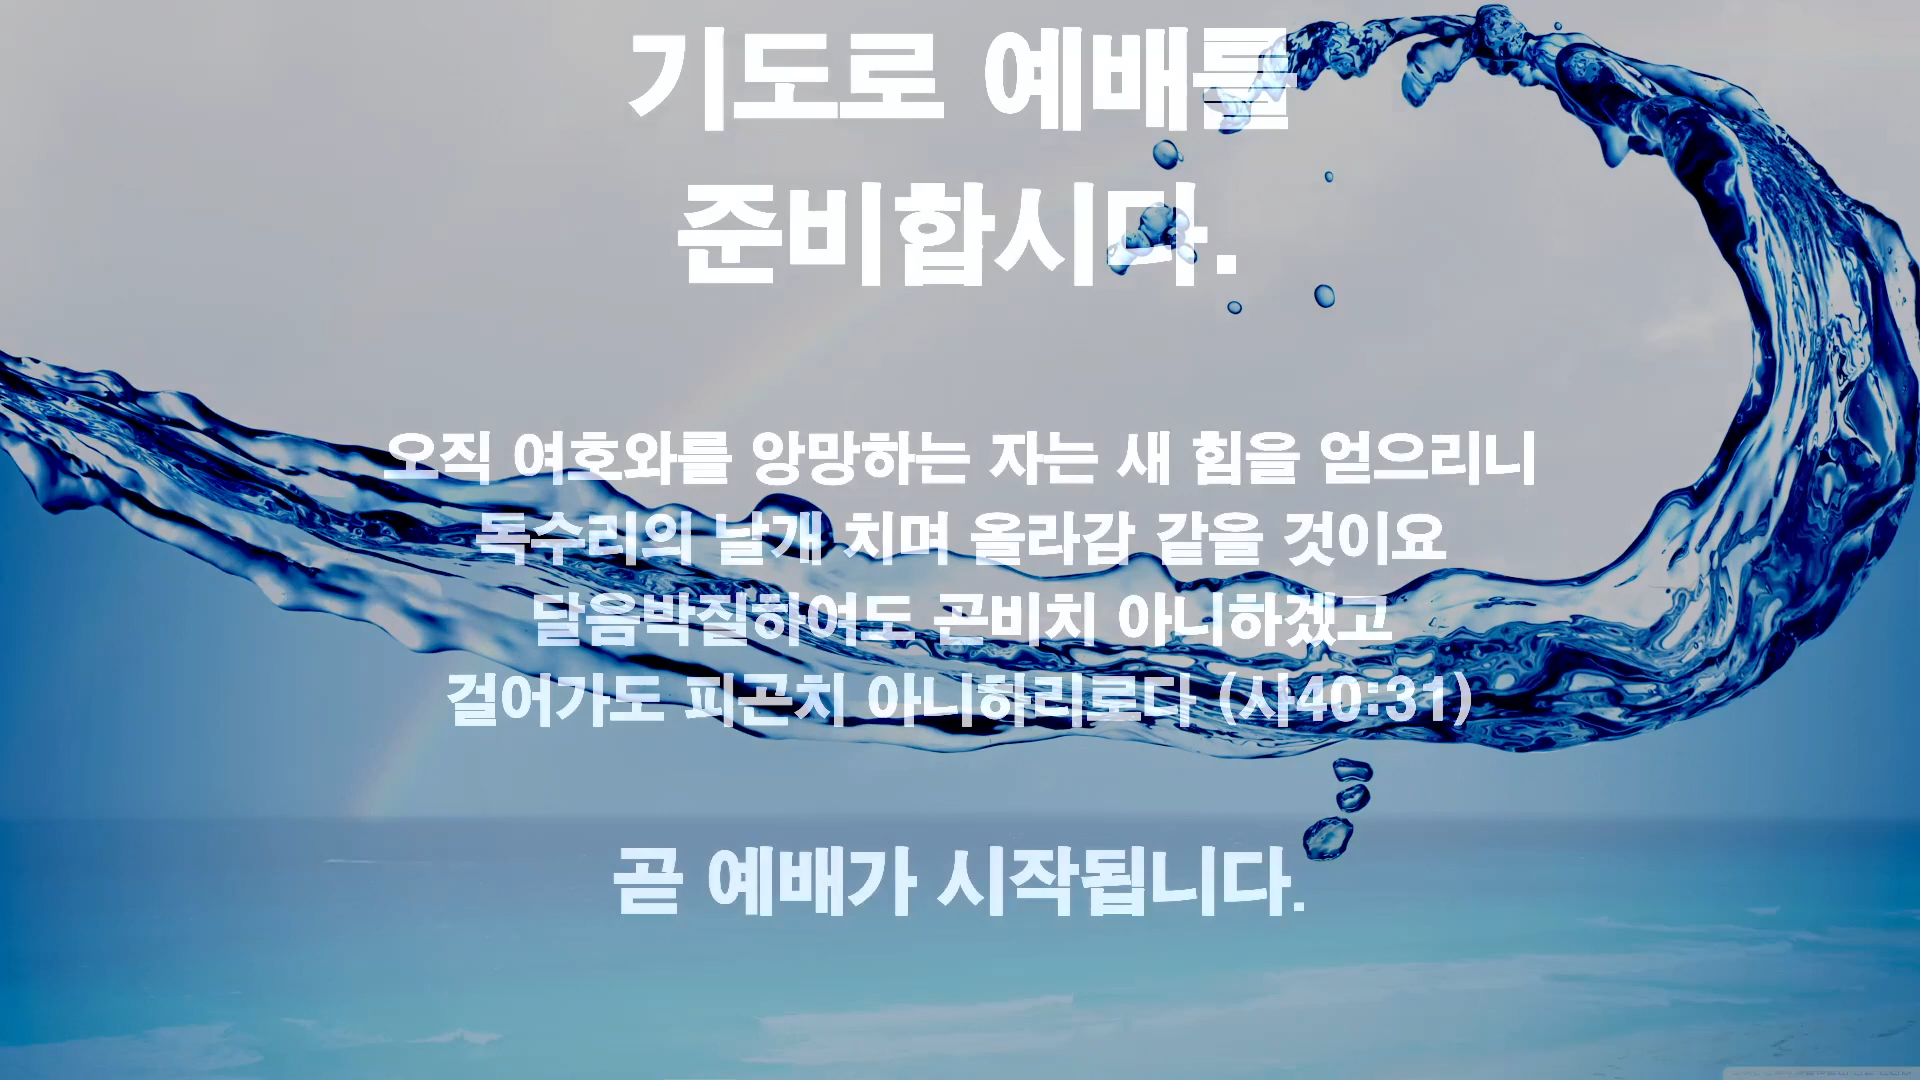 기도로 예배를
준비합시다.
오직 여호와를 앙망하는 자는 새 힘을 얻으리니
독수리의 날개 치며 올라감 같을 것이요
달음박질하여도 곤비치 아니하겠고
걸어가도 피곤치 아니하리로다 (사40:31)
곧 예배가 시작됩니다.